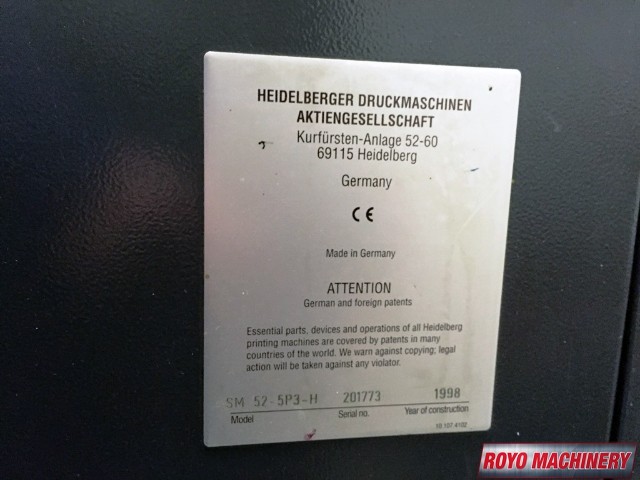 HEIDELBERGER DRUCKMASCHINEN
AKTIENGESELLSCHAFT
Kurfürsten-Anlage 52-60
69115 Heidelberg
Germany
CE
Made in Germany
ATTENTION
German and foreign patents
Essential parts, devices and operations of all Heidelberg
printing machines are covered by patents in many
countries of the world. We warn against copying; legal
action will be taken against any violator.
SM 52-5P3-H 201773 1998
Model Serial no. Year of construction
ROYO MACHINERY